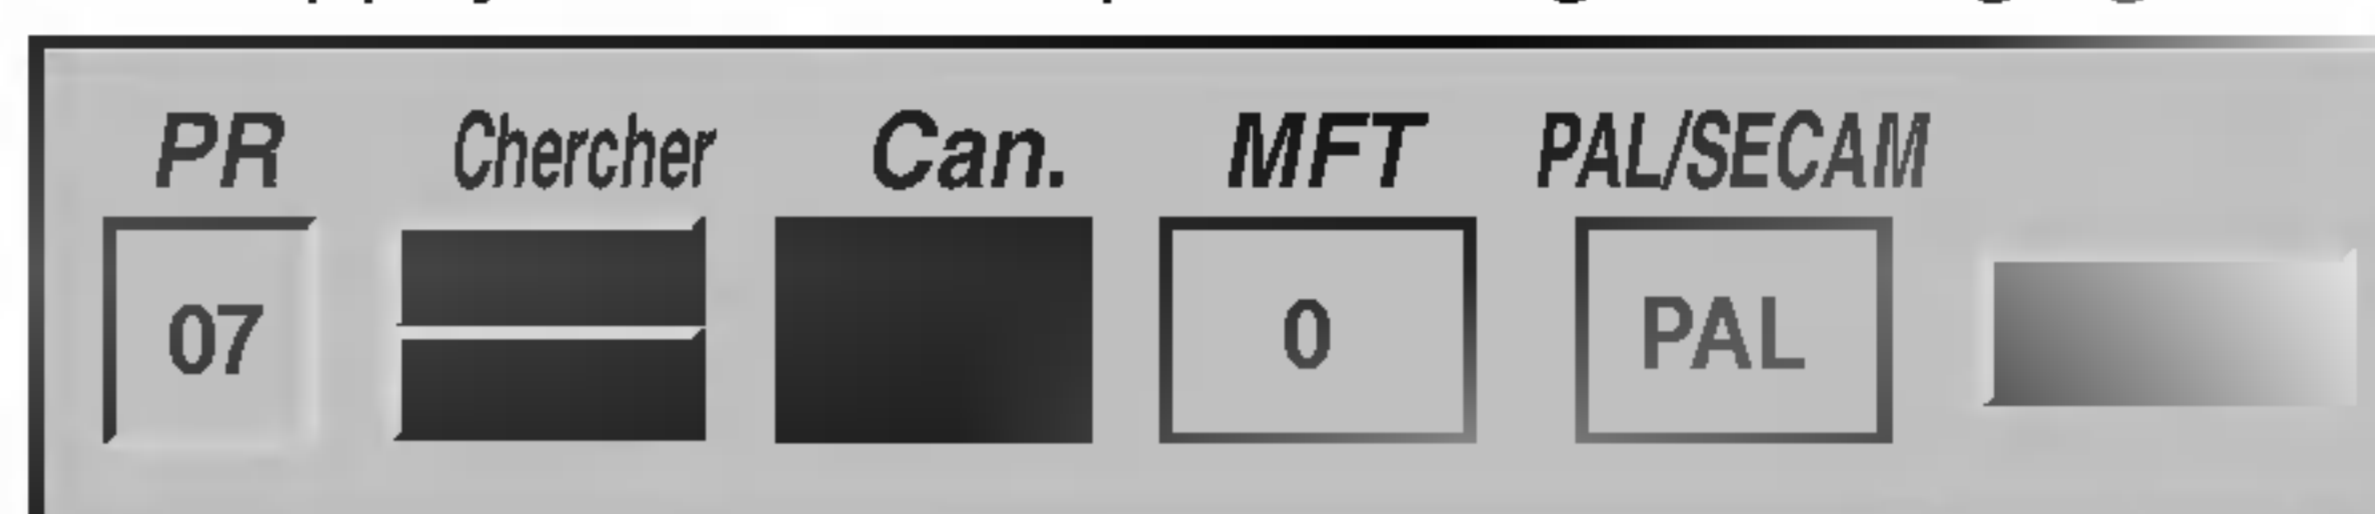 PR Chercher Can. MFT PAL/SECAM
07 0 PAL